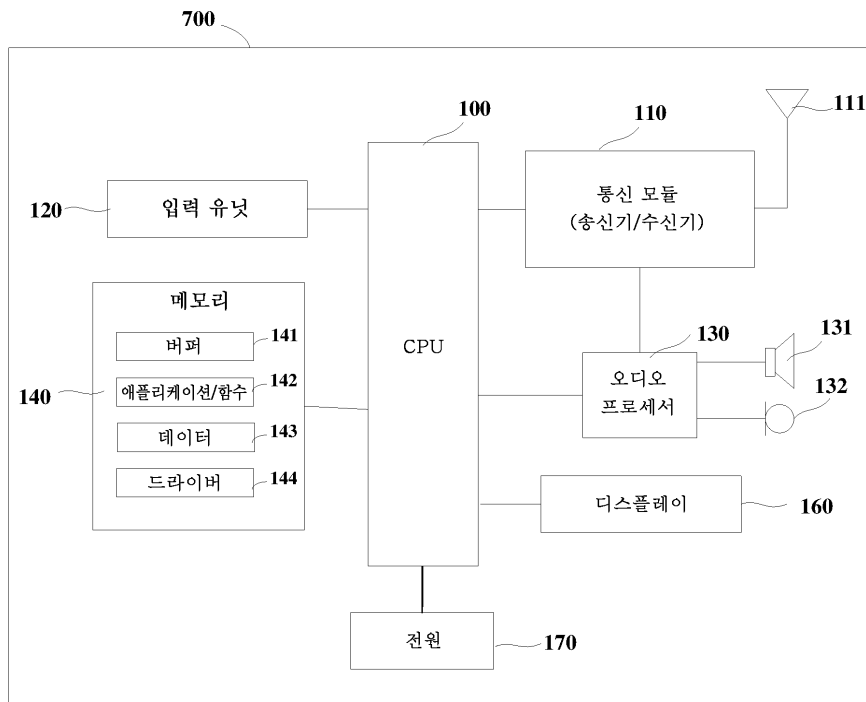 700
100
110
111
120
입력 유닛
통신 모듈
(송신기/수신기)
메모리
버퍼
141
애플리케이션/함수
142
140
데이터
143
드라이버
144
CPU
130
오디오
프로세서
131
132
디스플레이
160
전원
170